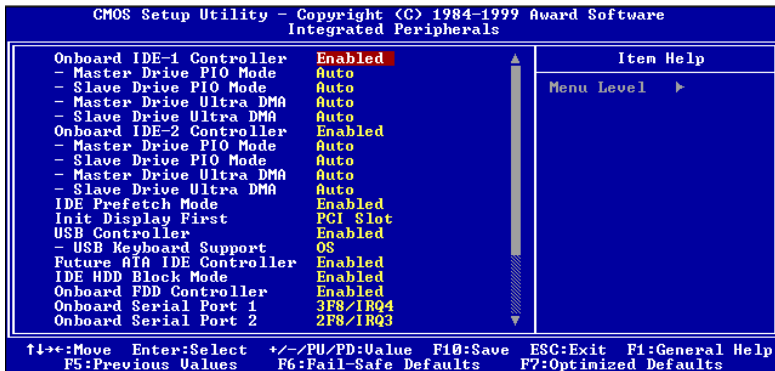 CMOS Setup Utility – Copyright (C) 1984-1999 Award Software
Integrated Peripherals
Onboard IDE-1 Controller Enabled
- Master Drive PIO Mode Auto
- Slave Drive PIO Mode Auto
- Master Drive Ultra DMA Auto
- Slave Drive Ultra DMA Auto
Onboard IDE-2 Controller Enabled
- Master Drive PIO Mode Auto
- Slave Drive PIO Mode Auto
- Master Drive Ultra DMA Auto
- Slave Drive Ultra DMA Auto
IDE Prefetch Mode Enabled
Init Display First PCI Slot
USB Controller Enabled
- USB Keyboard Support OS
Future ATA IDE Controller Enabled
IDE HDD Block Mode Enabled
Onboard FDD Controller Enabled
Onboard Serial Port 1 3F8/IRQ4
Onboard Serial Port 2 2F8/IRQ3
Item Help
Menu Level ►
↑↓→←:Move Enter:Select +/-/PU/PD:Value F10:Save ESC:Exit F1:General Help
F5:Previous Values F6:Fail-Safe Defaults F7:Optimized Defaults